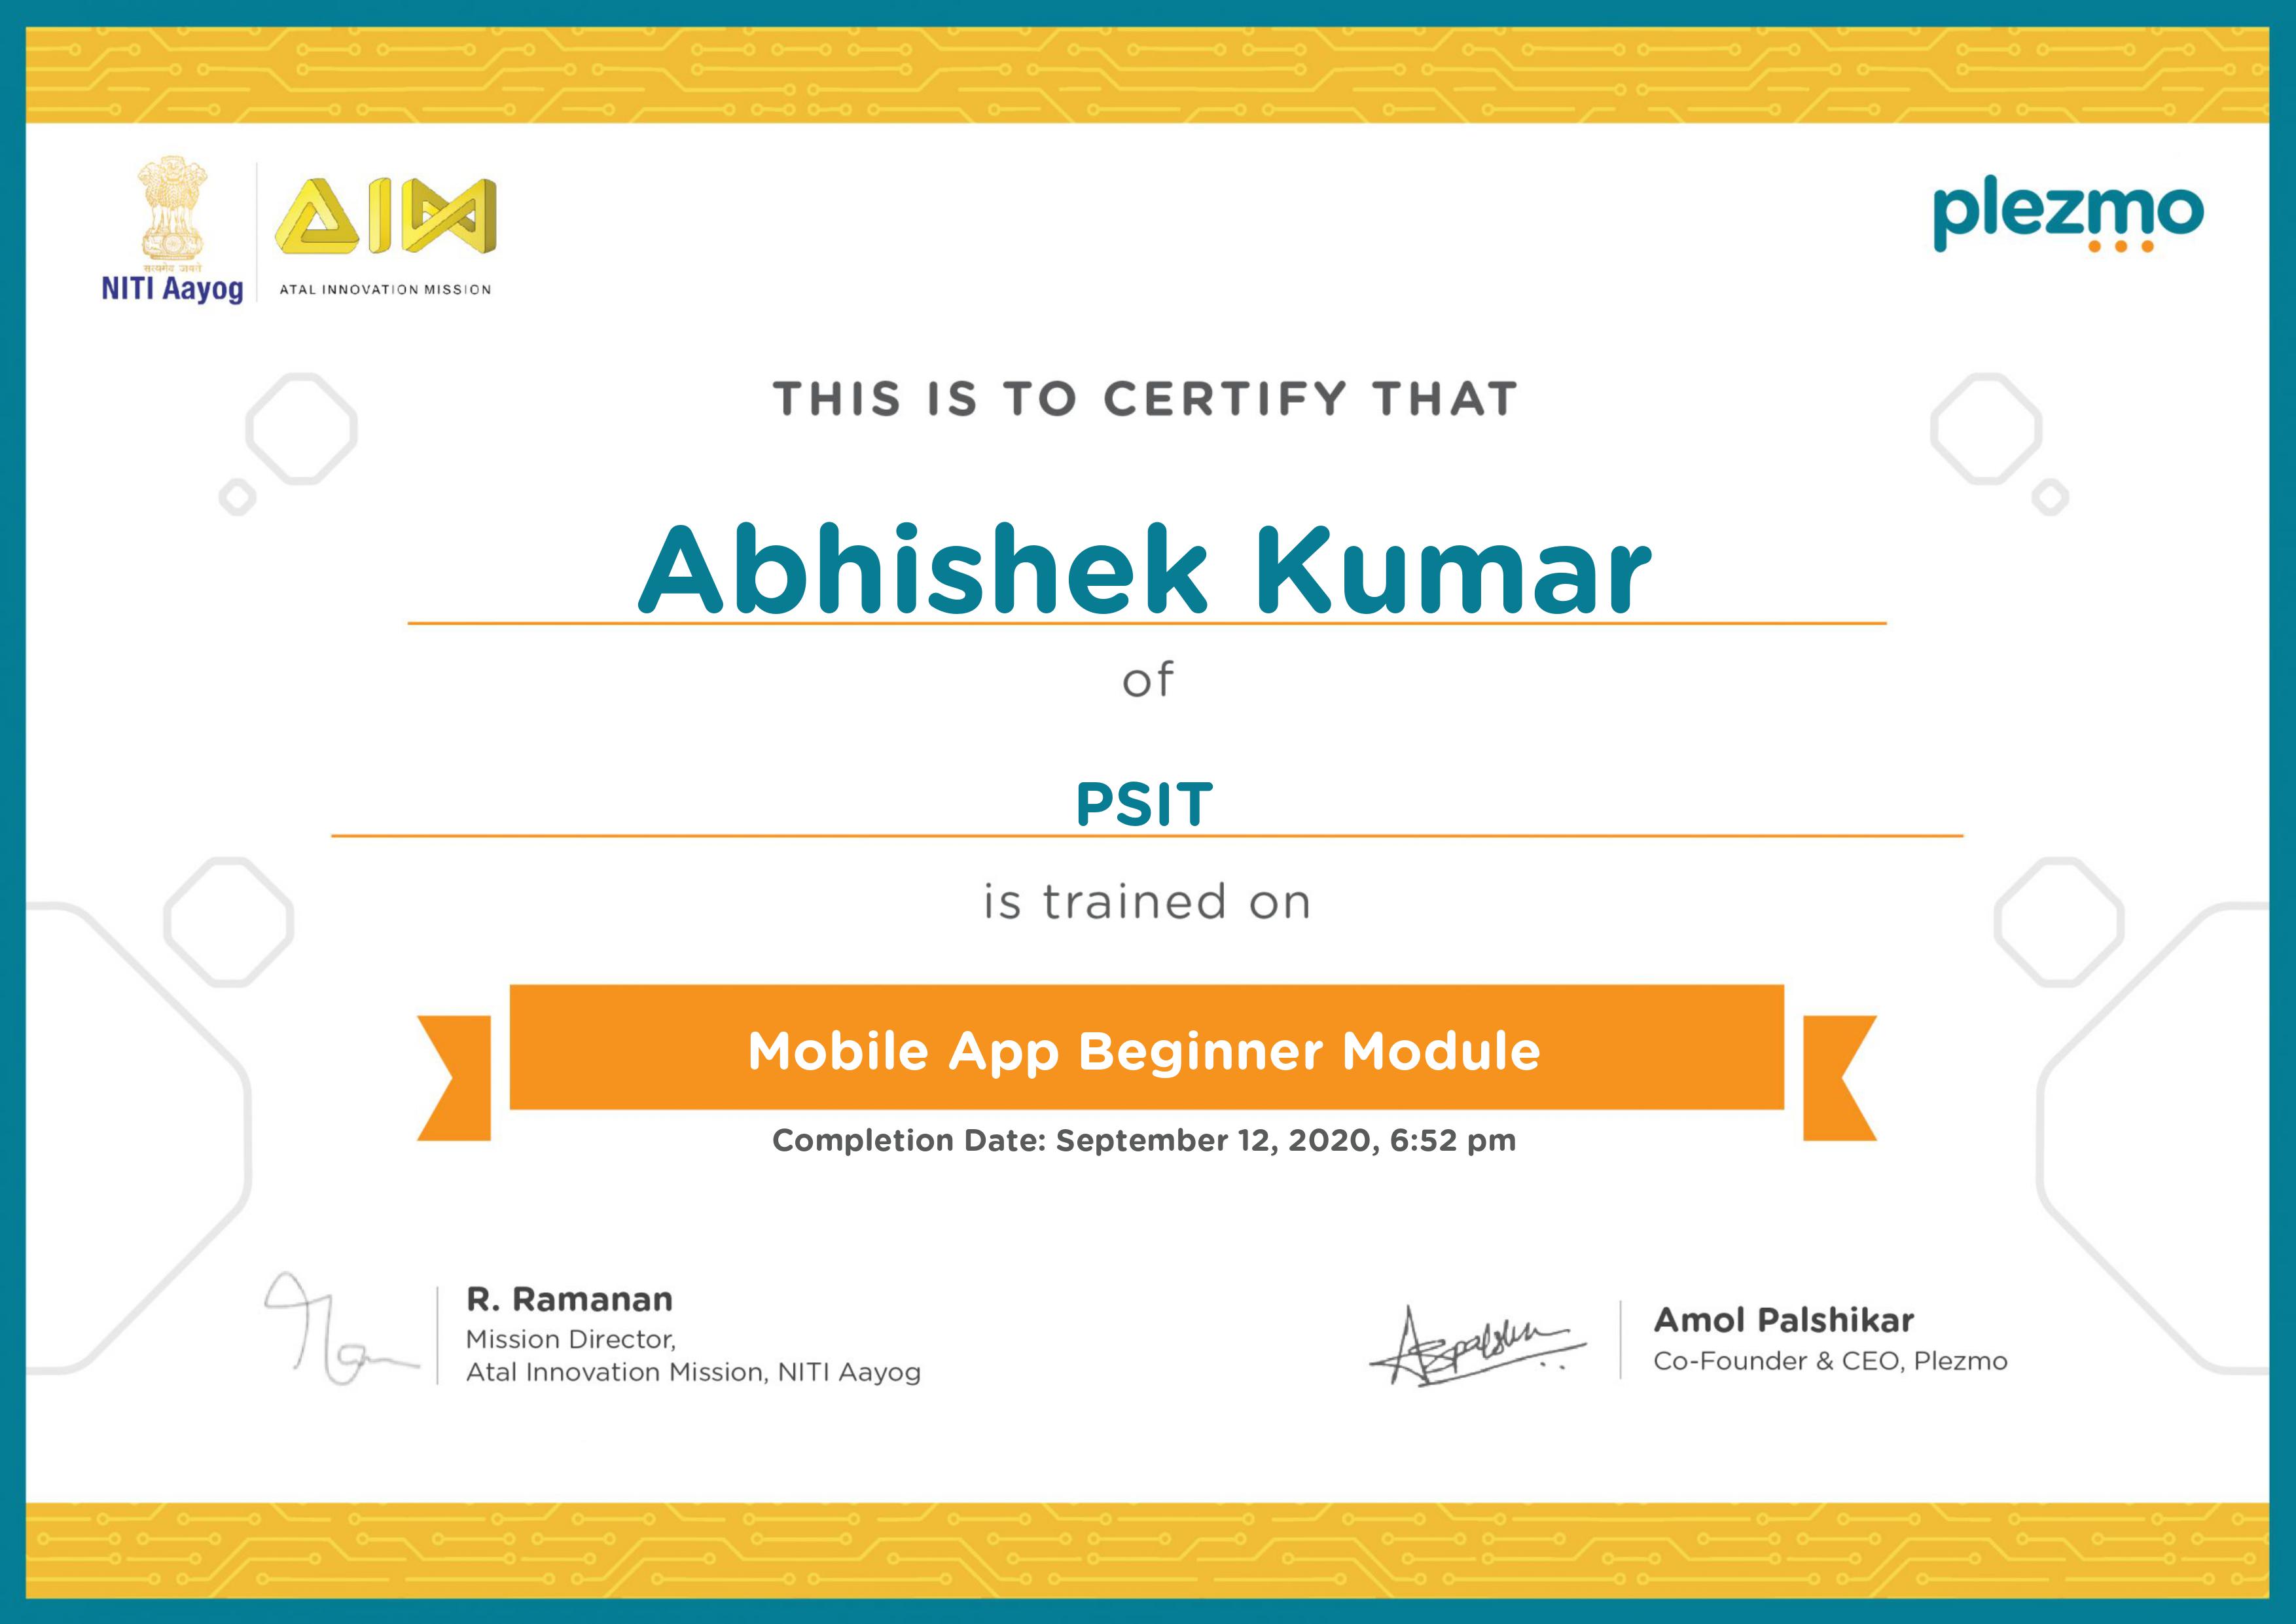 सत्यमेव जयते
NITI Aayog
AIM
ATAL INNOVATION MISSION
plezmo
THIS IS TO CERTIFY THAT
Abhishek Kumar
of
PSIT
is trained on
Mobile App Beginner Module
Completion Date: September 12, 2020, 6:52 pm
R. Ramanan
Mission Director,
Atal Innovation Mission, NITI Aayog
Amol Palshikar
Co-Founder & CEO, Plezmo